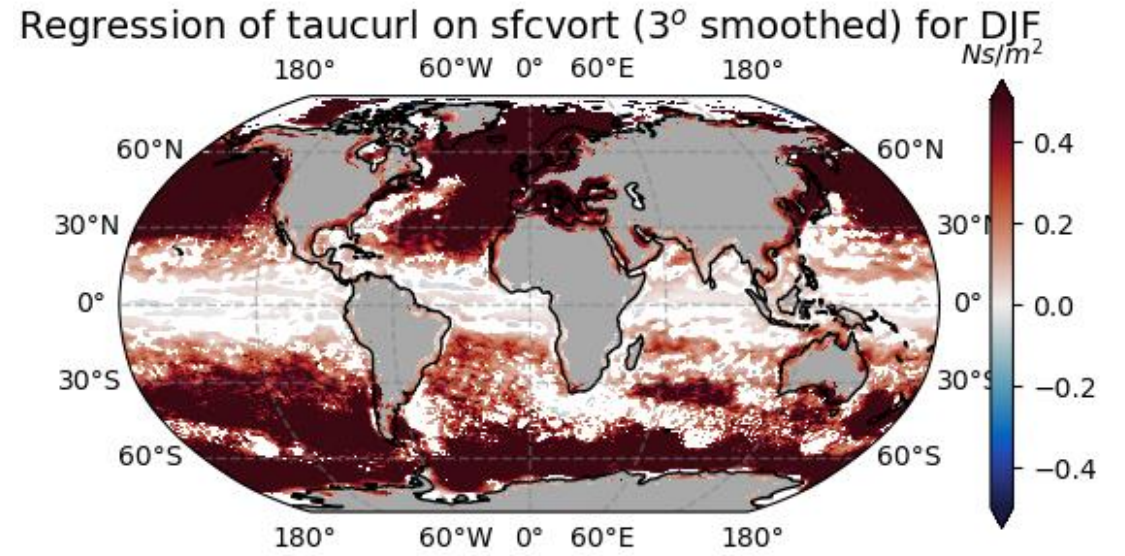 Regression of taucurl on sfcvort (3° smoothed) for DJF
Ns/m²
180° 60°W 0° 60°E 180°
60°N 60°N
0.4
30°N 30°N
0.2
0° 0°
0.0
30°S 30°S
−0.2
60°S 60°S
−0.4
180° 60°W 0° 60°E 180°